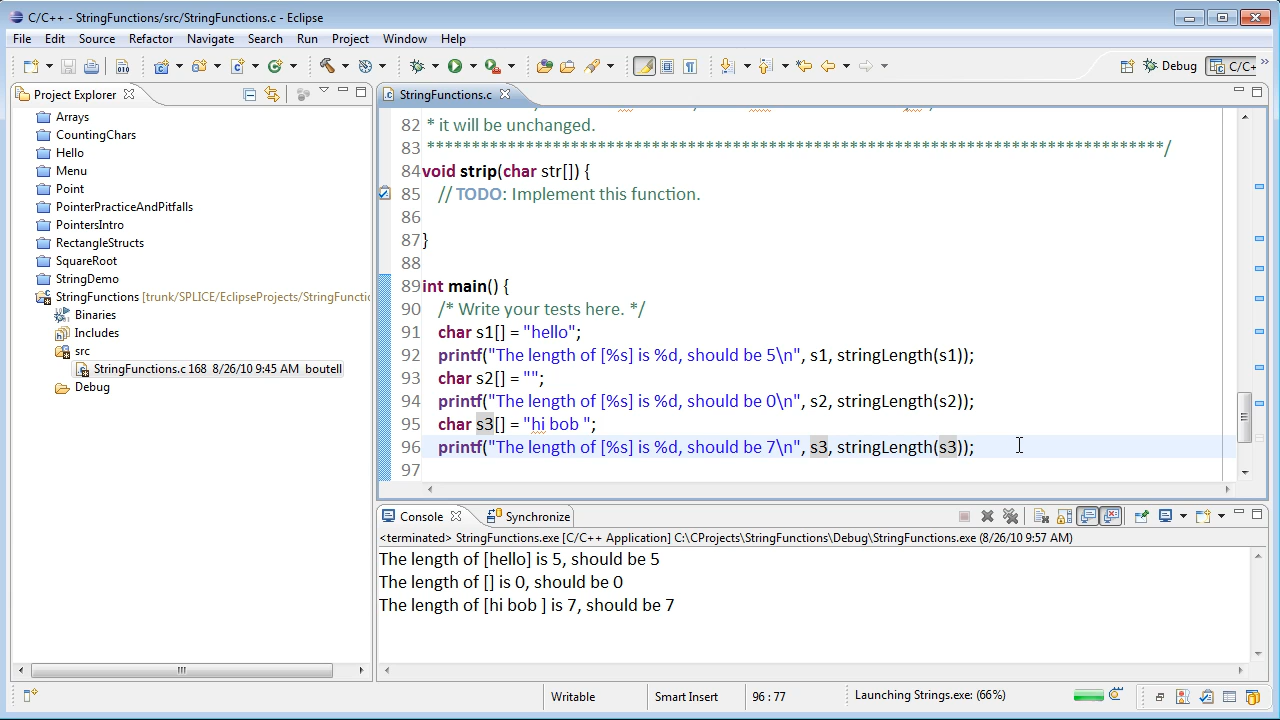 C/C++ - StringFunctions/src/StringFunctions.c - Eclipse
File Edit Source Refactor Navigate Search Run Project Window Help
Debug C/C+
Project Explorer
Arrays
CountingChars
Hello
Menu
Point
PointerPracticeAndPitfalls
PointersIntro
RectangleStructs
SquareRoot
StringDemo
StringFunctions [trunk/SPLICE/EclipseProjects/StringFunctio
Binaries
Includes
src
StringFunctions.c 168 8/26/10 9:45 AM boutell
Debug
StringFunctions.c
82 * it will be unchanged.
83 ******************************************************************************/
84 void strip(char str[]) {
85 // TODO: Implement this function.
86
87 }
88
89 int main() {
90 /* Write your tests here. */
91 char s1[] = "hello";
92 printf("The length of [%s] is %d, should be 5\n", s1, stringLength(s1));
93 char s2[] = "";
94 printf("The length of [%s] is %d, should be 0\n", s2, stringLength(s2));
95 char s3[] = "hi bob ";
96 printf("The length of [%s] is %d, should be 7\n", s3, stringLength(s3));
97
Console Synchronize
<terminated> StringFunctions.exe [C/C++ Application] C:\CProjects\StringFunctions\Debug\StringFunctions.exe (8/26/10 9:57 AM)
The length of [hello] is 5, should be 5
The length of [] is 0, should be 0
The length of [hi bob ] is 7, should be 7
Writable Smart Insert 96 : 77 Launching Strings.exe: (66%)